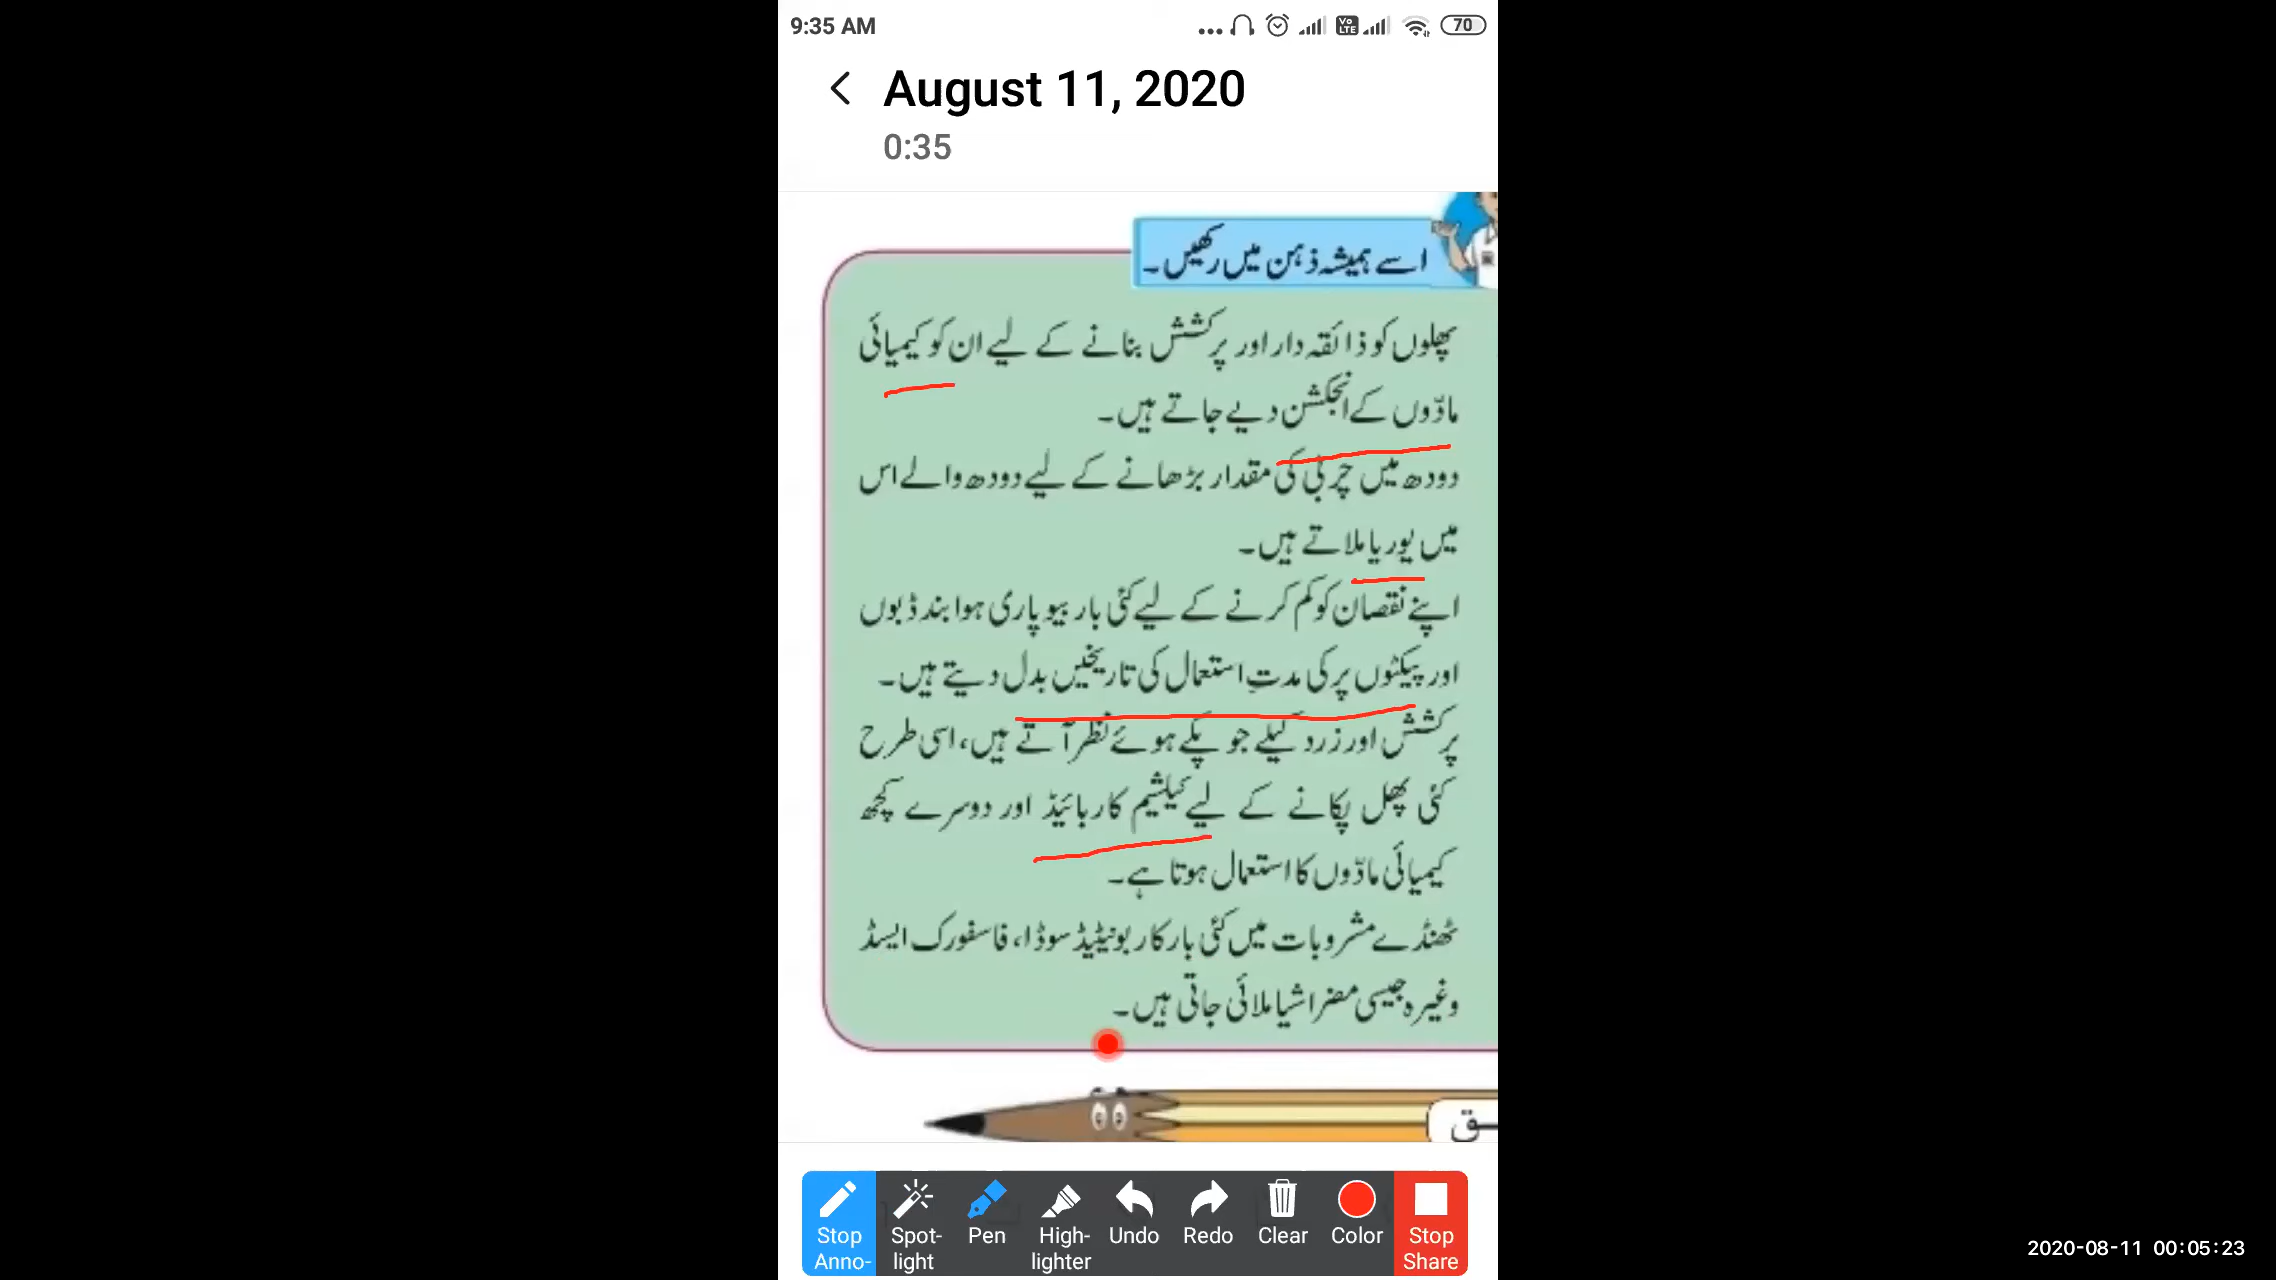 9:35 AM
Vo LTE
70
August 11, 2020
0:35
اسے ہمیشہ ذہن میں رکھیں۔
پھلوں کو ذائقہ دار اور پرکشش بنانے کے لیے ان کو کیمیائی
مادّوں کے انجکشن دیے جاتے ہیں۔
دودھ میں چربی کی مقدار بڑھانے کے لیے دودھ والے اس
میں یوریا ملاتے ہیں۔
اپنے نقصان کو کم کرنے کے لیے کئی بار بیوپاری ہوا بند ڈبوں
اور پیکٹوں پر کی مدتِ استعمال کی تاریخیں بدل دیتے ہیں۔
پرکشش اور زرد کیلے جو پکے ہوئے نظر آتے ہیں، اسی طرح
کئی پھل پکانے کے لیے کیلشیم کاربائیڈ اور دوسرے کچھ
کیمیائی مادّوں کا استعمال ہوتا ہے۔
ٹھنڈے مشروبات میں کئی بار کاربونیٹیڈ سوڈا، فاسفورک ایسڈ
وغیرہ جیسی مضر اشیا ملائی جاتی ہیں۔
Stop Anno-
Spot-light
Pen
High-lighter
Undo
Redo
Clear
Color
Stop Share
2020-08-11 00:05:23